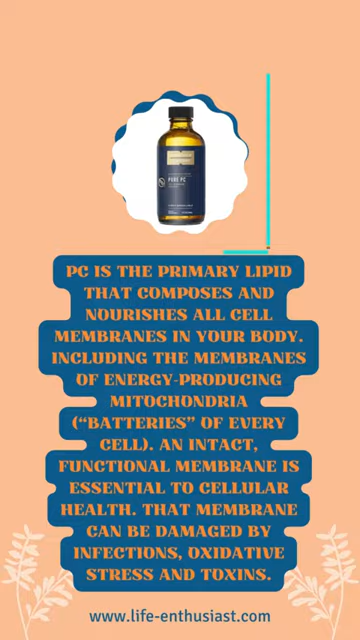 PURE PC
PC IS THE PRIMARY LIPID
THAT COMPOSES AND
NOURISHES ALL CELL
MEMBRANES IN YOUR BODY.
INCLUDING THE MEMBRANES
OF ENERGY-PRODUCING
MITOCHONDRIA
(“BATTERIES” OF EVERY
CELL). AN INTACT,
FUNCTIONAL MEMBRANE IS
ESSENTIAL TO CELLULAR
HEALTH. THAT MEMBRANE
CAN BE DAMAGED BY
INFECTIONS, OXIDATIVE
STRESS AND TOXINS.
www.life-enthusiast.com